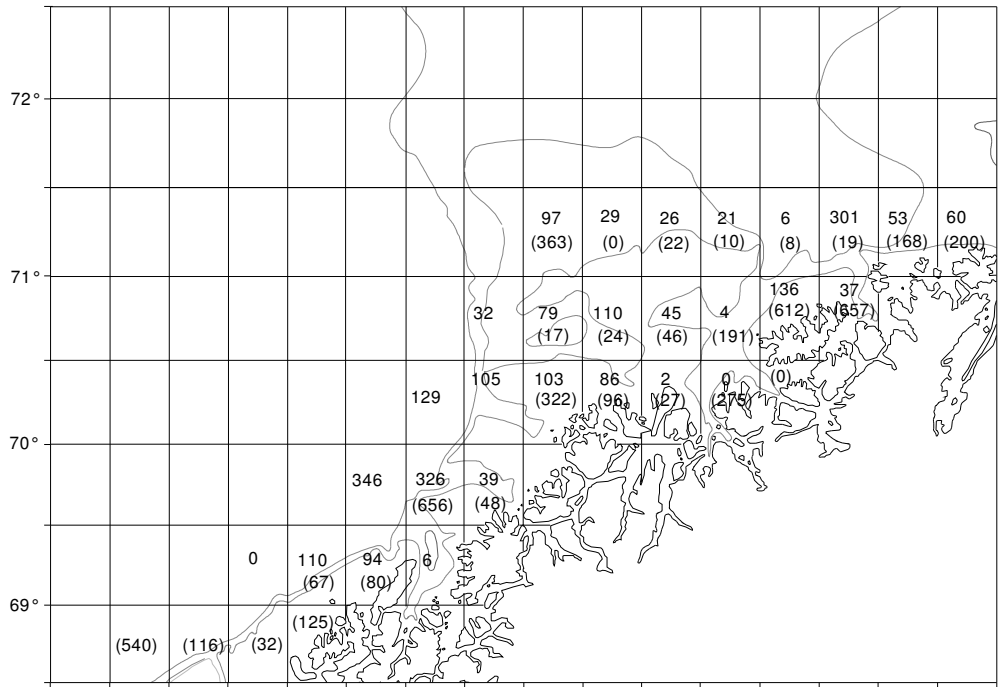 72°
97 29 26 21 6 301 53 60
(363) (0) (22) (10) (8) (19) (168) (200)
71°
136 37
32 79 110 45 4 (612) (657)
(17) (24) (46) (191)
105 103 86 2 0 (0)
129 (322) (96) (27) (275)
70°
346 326 39
(656) (48)
0 110 94 6
(67) (80)
69°
(125)
(540) (116) (32)